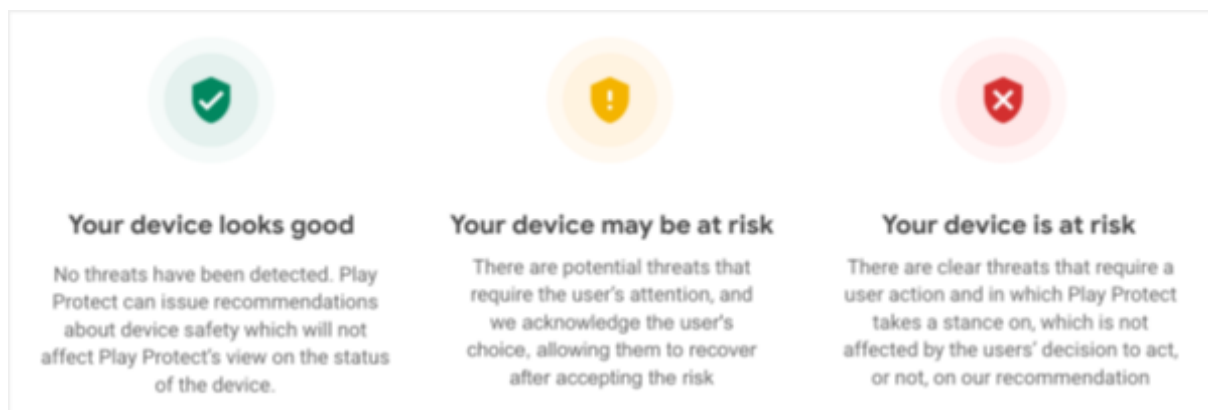 Your device looks good
No threats have been detected. Play
Protect can issue recommendations
about device safety which will not
affect Play Protect's view on the status
of the device.
Your device may be at risk
There are potential threats that
require the user's attention, and
we acknowledge the user's
choice, allowing them to recover
after accepting the risk
Your device is at risk
There are clear threats that require a
user action and in which Play Protect
takes a stance on, which is not
affected by the users' decision to act,
or not, on our recommendation